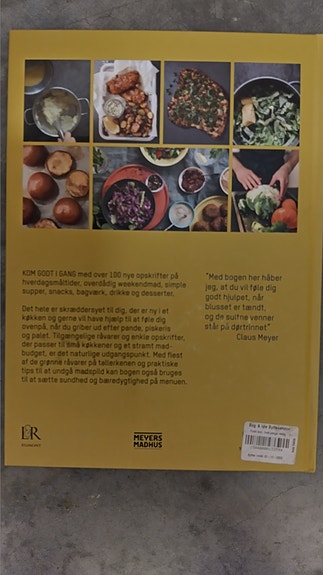 KOM GODT I GANG med over 100 nye opskrifter på
hverdagsmåltider, overdådig weekendmad, simple
supper, snacks, bagværk, drikke og desserter.
Det hele er skræddersyet til dig, der er ny i et
køkken og gerne vil have hjælp til at føle dig
ovenpå, når du griber ud efter pande, piskeris
og palet. Tilgængelige råvarer og enkle opskrifter,
der passer til små køkkener og et stramt mad-
budget, er det naturlige udgangspunkt. Med flest
af de grønne råvarer på tallerkenen og praktiske
tips til at undgå madspild kan bogen også bruges
til at sætte sundhed og bæredygtighed på menuen.
"Med bogen her håber
jeg, at du vil føle dig
godt hjulpet, når
blusset er tændt,
og de sultne venner
står på dørtrinnet"
Claus Meyer
L&R
MEYERS
MADHUS